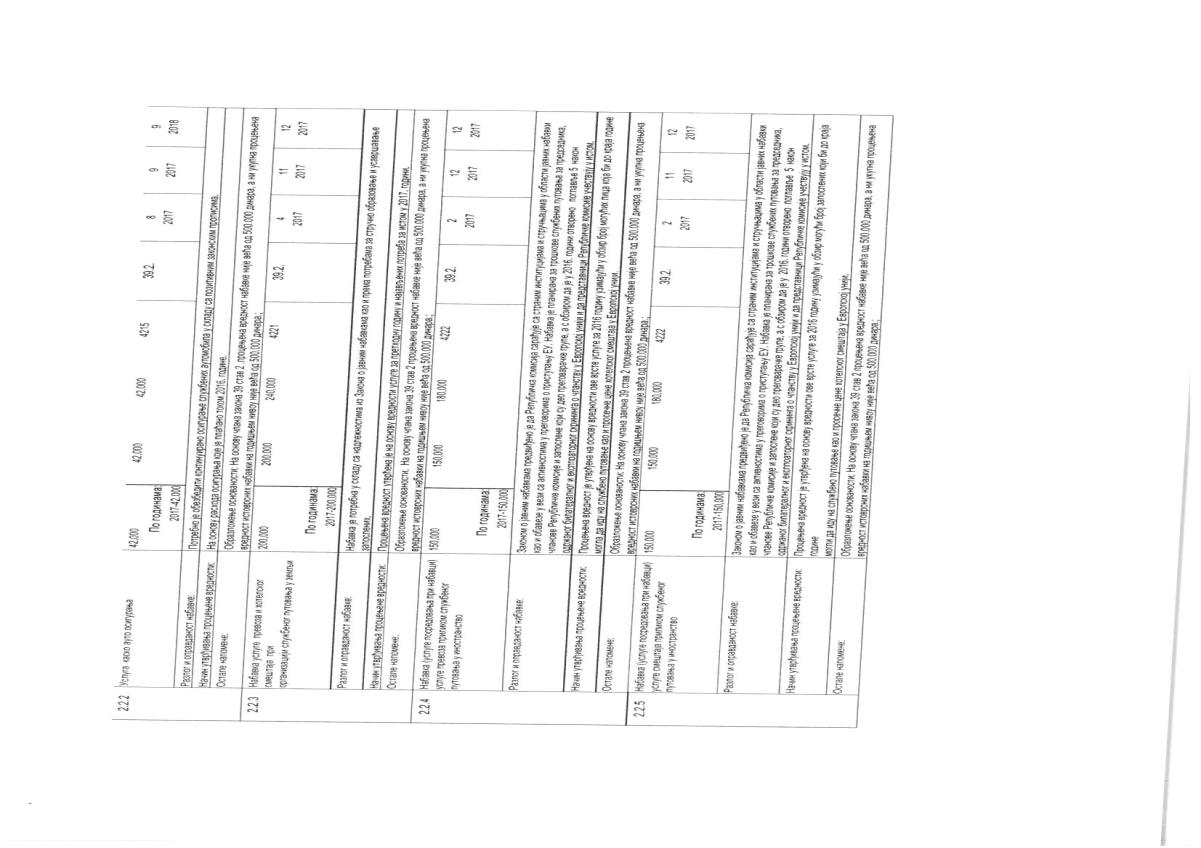 2.2.2 Услуга каско ауто осигурања 42.000 42.000 42.000 4215 39.2. 8 9 9
По годинама: 2017 2017 2018
2017-42,000
Разлог и оправданост набавке: Потребно је обезбедити континуирано осигурање службених аутомобила у складу са позитивним законским прописима.
Начин утврђивања процењене вредности: На основу расхода осигурања које је плаћано током 2016. године.
Остале напомене: Образложење основаности: На основу члана закона 39 став 2. процењена вредност набавке није већа од 500.000 динара, а ни укупна процењена
вредност истоврсних набавки на годишњем нивоу није већа од 500.000 динара.;
2.2.3 Набавка услуге превоза и хотелског
смештаја при
организацији службеног путовања у земљи 200,000 200,000 240,000 4221 39.2. 4 11 12
По годинама: 2017 2017 2017
2017-200,000
Разлог и оправданост набавке: Набавка је потребна у складу са надлежностима из Закона о јавним набавкама као и према потребама за стручно образовање и усавршавање
запослених.
Начин утврђивања процењене вредности: Процењена вредност утврђена је на основу вредности услуге за претходну годину и најављених потреба за истом у 2017. години.
Остале напомене: Образложење основаности: На основу члана закона 39 став 2 процењена вредност набавке није већа од 500.000 динара, а ни укупна процењена
вредност истоврсних набавки на годишњем нивоу није већа од 500.000 динара.;
2.2.4 Набавка (услуге посредовања при набавци)
услуге превоза приликом службеног
путовања у иностранство 150,000 150,000 180,000 4222 39.2. 2 12 12
По годинама: 2017 2017 2017
2017-150,000
Разлог и оправданост набавке: Законом о јавним набавкама предвиђено је да Републичка комисија сарађује са страним институцијама и стручњацима у области јавних набавки
као и обавезе у вези са активностима у преговорима о приступању ЕУ. Набавка је планирана за трошкове службених путовања за председника,
чланове Републичке комисије и запослене који су део преговарачке групе, а с обзиром да је у 2016. години отворено поглавље 5 након
одржаног билатералног и експлаторног скрининга о чланству у Европској унији и да представници Републичке комисије учествују у истом.
Начин утврђивања процењене вредности: Процењена вредност је утврђена на основу вредности ове врсте услуге за 2016 годину узимајући у обзир број могућих лица које би до краја године
могла да иду на службено путовање као и просечне цене хотелског смештаја у Европској унији.
Остале напомене: Образложење основаности: На основу члана закона 39 став 2 процењена вредност набавке није већа од 500.000 динара, а ни укупна процењена
вредност истоврсних набавки на годишњем нивоу није већа од 500.000 динара.;
2.2.5 Набавка (услуге посредовања при набавци)
услуге смештаја приликом службеног
путовања у иностранство 150,000 150,000 180,000 4222 39.2. 2 11 12
По годинама: 2017 2017 2017
2017-150,000
Разлог и оправданост набавке: Законом о јавним набавкама предвиђено је да Републичка комисија сарађује са страним институцијама и стручњацима у области јавних набавки
као и обавезе у вези са активностима у преговорима о приступању ЕУ. Набавка је планирана за трошкове службених путовања за председника,
чланове Републичке комисије и запослене који су део преговарачке групе, а с обзиром да је у 2016. години отворено поглавље 5 након
одржаног билатералног и експлаторног скрининга о чланству у Европској унији и да представници Републичке комисије учествују у истом.
Начин утврђивања процењене вредности: Процењена вредност је утврђена на основу вредности ове врсте услуге за 2016 годину узимајући у обзир могући број запослених који би до краја
године
могли да иду на службено путовање као и просечне цене хотелског смештаја у Европској унији.
Остале напомене: Образложење основаности: На основу члана закона 39 став 2 процењена вредност набавке није већа од 500.000 динара, а ни укупна процењена
вредност истоврсних набавки на годишњем нивоу није већа од 500.000 динара.;